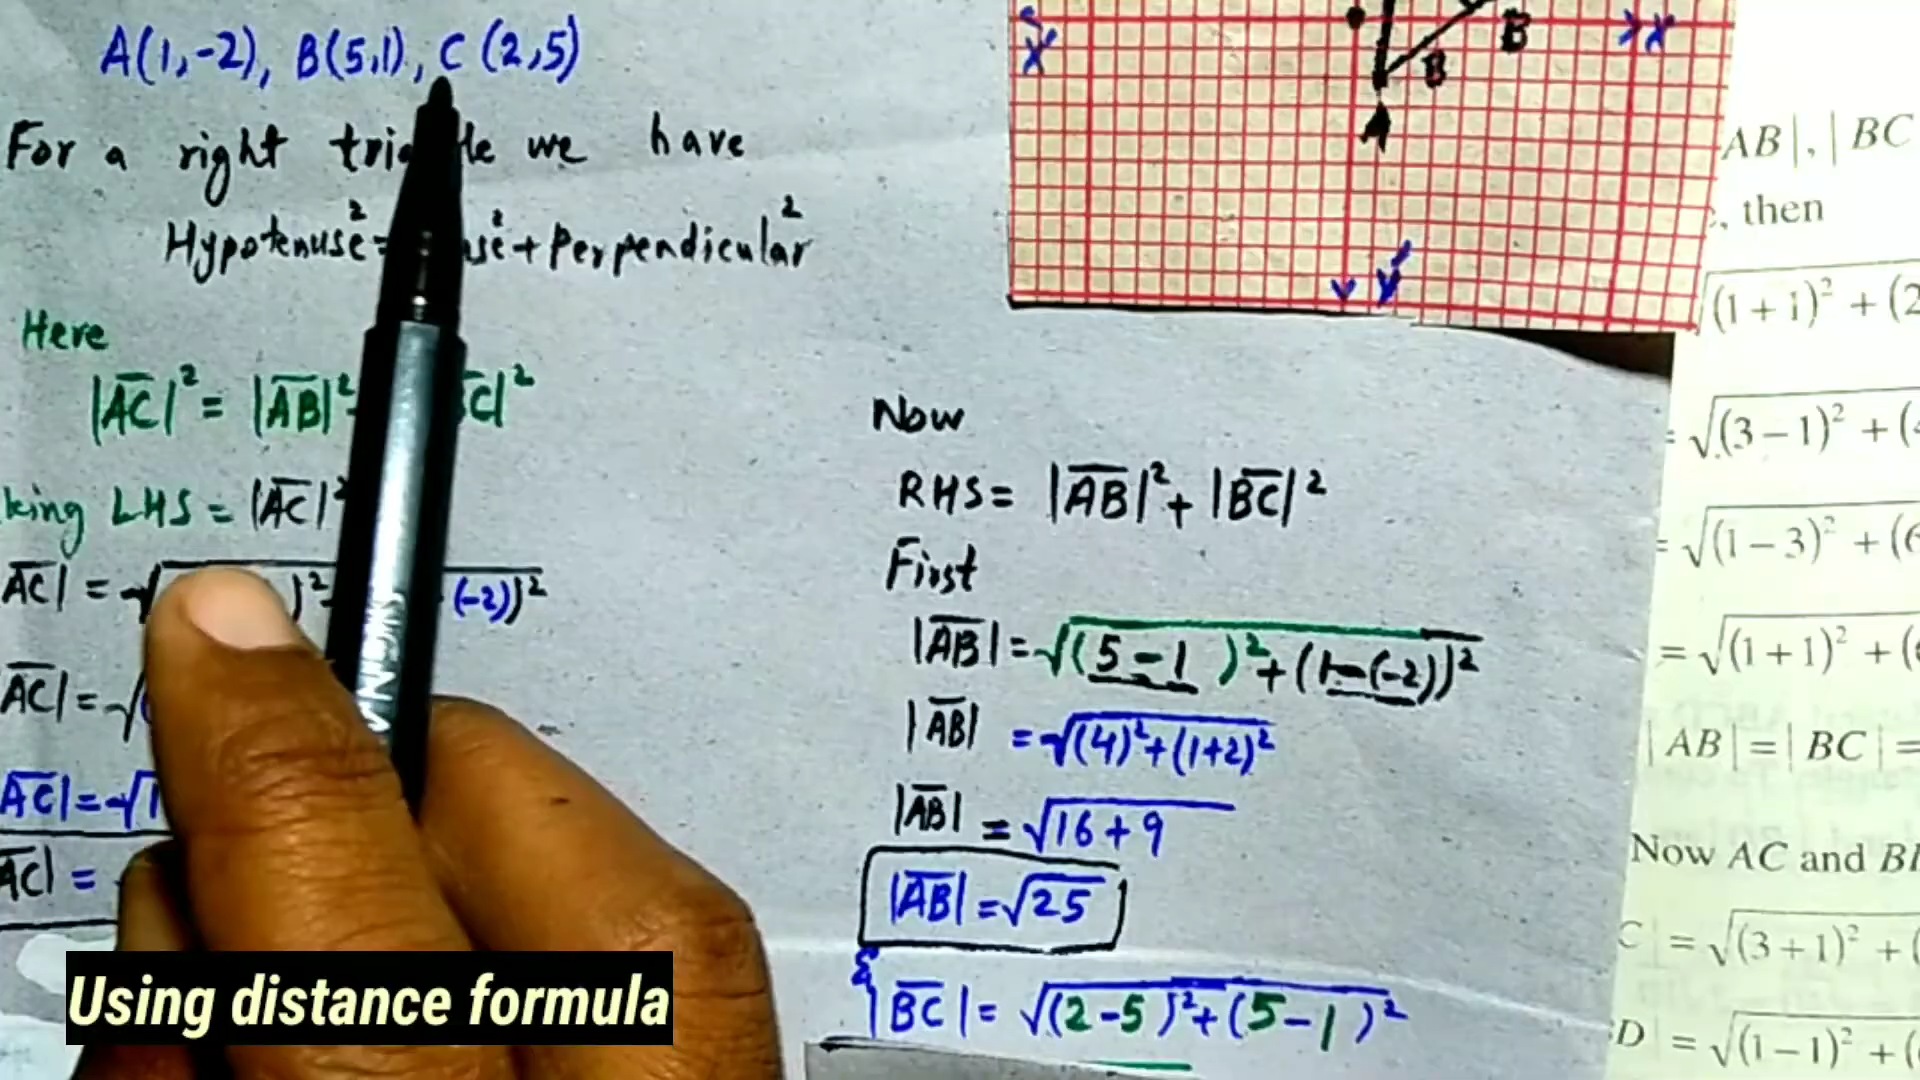 A(1,-2), B(5,1), C (2,5)
For a right we have
Hypotenuse² = + Perpendicular²
Here
|AC|² = |AB|²
LHS = |AC|²
|AC| = √ )² (-2))²
|AC| = √
|AC| = √1
|AC| =
Now
RHS = |AB|² + |BC|²
First
|AB| = √(5-1 )² + (1-(-2))²
|AB| = √(4)² + (1+2)²
|AB| = √16 + 9
|AB| = √25
|BC| = √(2-5 )² + (5-1 )²
X'
X
B
B
A
Y'
AB|, | BC
, then
√(1 + 1)² + (2
= √(3 − 1)² + (
= √(1 − 3)² + (6
= √(1 + 1)² + (
| AB | = | BC | =
Now AC and
C | = √(3 + 1)² + (
D = √(1 − 1)² + (
SIGNA
Using distance formula